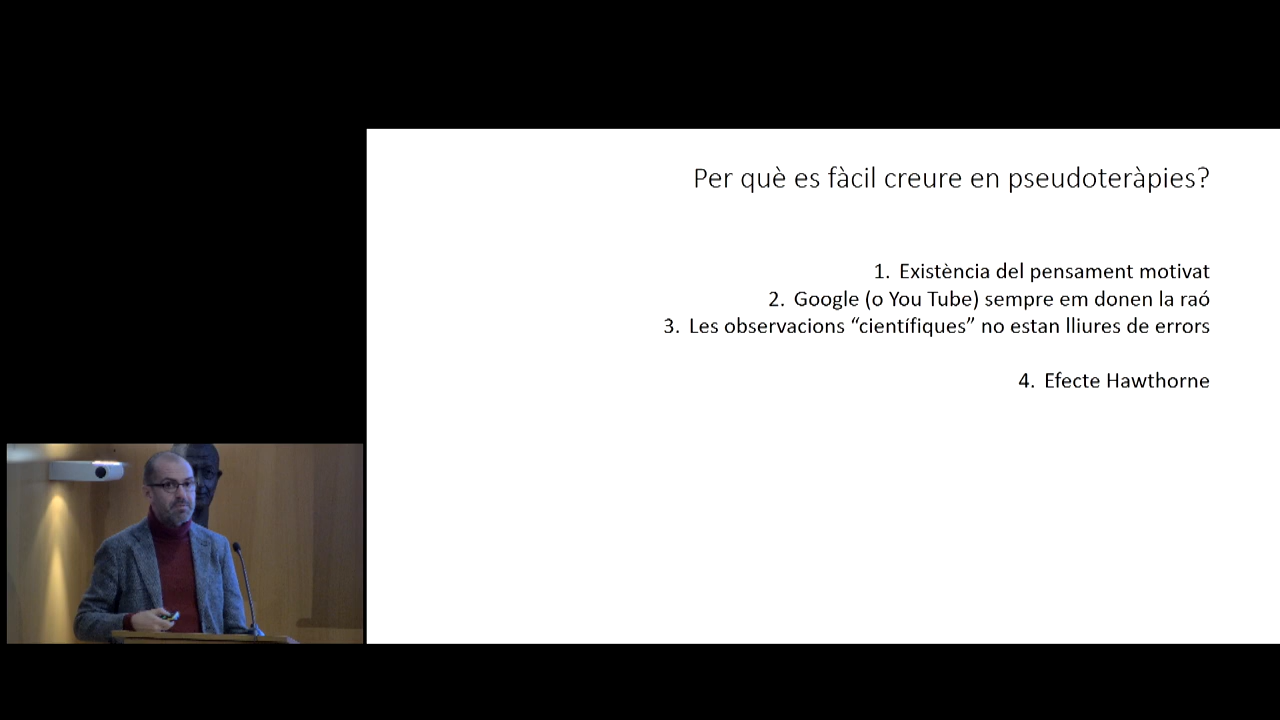 Per què es fàcil creure en pseudoteràpies?
1. Existència del pensament motivat
2. Google (o You Tube) sempre em donen la raó
3. Les observacions “científiques” no estan lliures de errors
4. Efecte Hawthorne